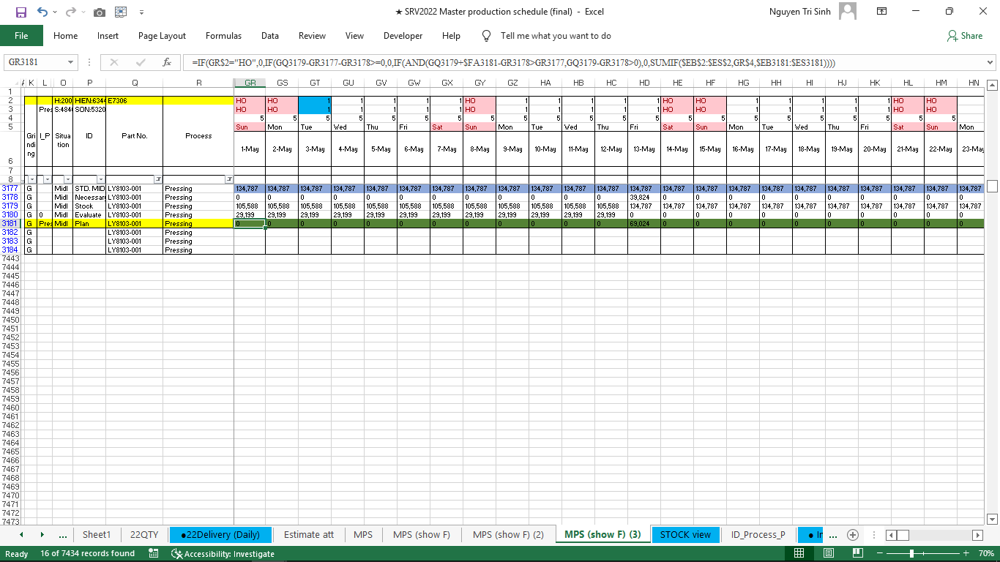 ★ SRV2022 Master production schedule (final) - Excel
Nguyen Tri Sinh
File Home Insert Page Layout Formulas Data Review View Developer Help Tell me what you want to do Share
GR3181 fx =IF(GR$2="HO",0,IF(GQ3179-GR3177-GR3178>=0,0,IF(AND(GQ3179+$FA3181-GR3178>GR3177,GQ3179-GR3178>0),0,SUMIF($EB$2:$ES$2,GR$4,$EB3181:$ES3181))))
K L O P Q R GR GS GT GU GV GW GX GY GZ HA HB HC HD HE HF HG HH HI HJ HK HL HM HN
1
2 H:200 HIEN:6344 E7306 HO HO 1 1 1 1 1 HO 1 1 1 1 1 HO HO 1 1 1 1 1 HO HO
3 Pres S:4840 SON:5320 HO HO 1 1 1 1 1 HO 1 1 1 1 1 HO HO 1 1 1 1 1 HO HO
4 5 5 5 5 5 5 5 5 5 5 5 5 5 5 5 5 5 5 5 5 5 5
5 Sun Mon Tue Wed Thu Fri Sat Sun Mon Tue Wed Thu Fri Sat Sun Mon Tue Wed Thu Fri Sat Sun Mon
6 Grinding I_P Situation ID Part No. Process 1-May 2-May 3-May 4-May 5-May 6-May 7-May 8-May 9-May 10-May 11-May 12-May 13-May 14-May 15-May 16-May 17-May 18-May 19-May 20-May 21-May 22-May 23-May
7
8
3177 G Midl STD. MID LY8103-001 Pressing 134,787 134,787 134,787 134,787 134,787 134,787 134,787 134,787 134,787 134,787 134,787 134,787 134,787 134,787 134,787 134,787 134,787 134,787 134,787 134,787 134,787 134,787 134,787
3178 G Midl Necessar LY8103-001 Pressing 0 0 0 0 0 0 0 0 0 0 0 0 39,824 0 0 0 0 0 0 0 0 0 0
3179 G Midl Stock LY8103-001 Pressing 105,588 105,588 105,588 105,588 105,588 105,588 105,588 105,588 105,588 105,588 105,588 105,588 134,787 134,787 134,787 134,787 134,787 134,787 134,787 134,787 134,787 134,787 134,787
3180 G 0 Midl Evaluate LY8103-001 Pressing 29,199 29,199 29,199 29,199 29,199 29,199 29,199 29,199 29,199 29,199 29,199 29,199 0 0 0 0 0 0 0 0 0 0 0
3181 G Pres Midl Plan LY8103-001 Pressing 0 0 0 0 0 0 0 0 0 0 0 0 69,024 0 0 0 0 0 0 0 0 0 0
3182 G LY8103-001 Pressing
3183 G LY8103-001 Pressing
3184 G LY8103-001 Pressing
7443
7444
7445
7446
7447
7448
7449
7450
7451
7452
7453
7454
7455
7456
7457
7458
7459
7460
7461
7462
7463
7464
7465
7466
7467
7468
7469
7470
7471
7472
7473
... Sheet1 22QTY ●22Delivery (Daily) Estimate att MPS MPS (show F) MPS (show F) (2) MPS (show F) (3) STOCK view ID_Process_P ● Ir ...
Ready 16 of 7434 records found Accessibility: Investigate 70%